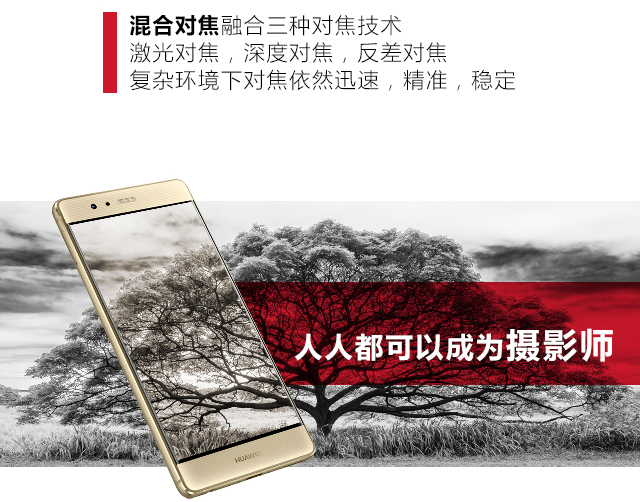 混合对焦融合三种对焦技术
激光对焦，深度对焦，反差对焦
复杂环境下对焦依然迅速，精准，稳定
人人都可以成为摄影师
HUAWEI